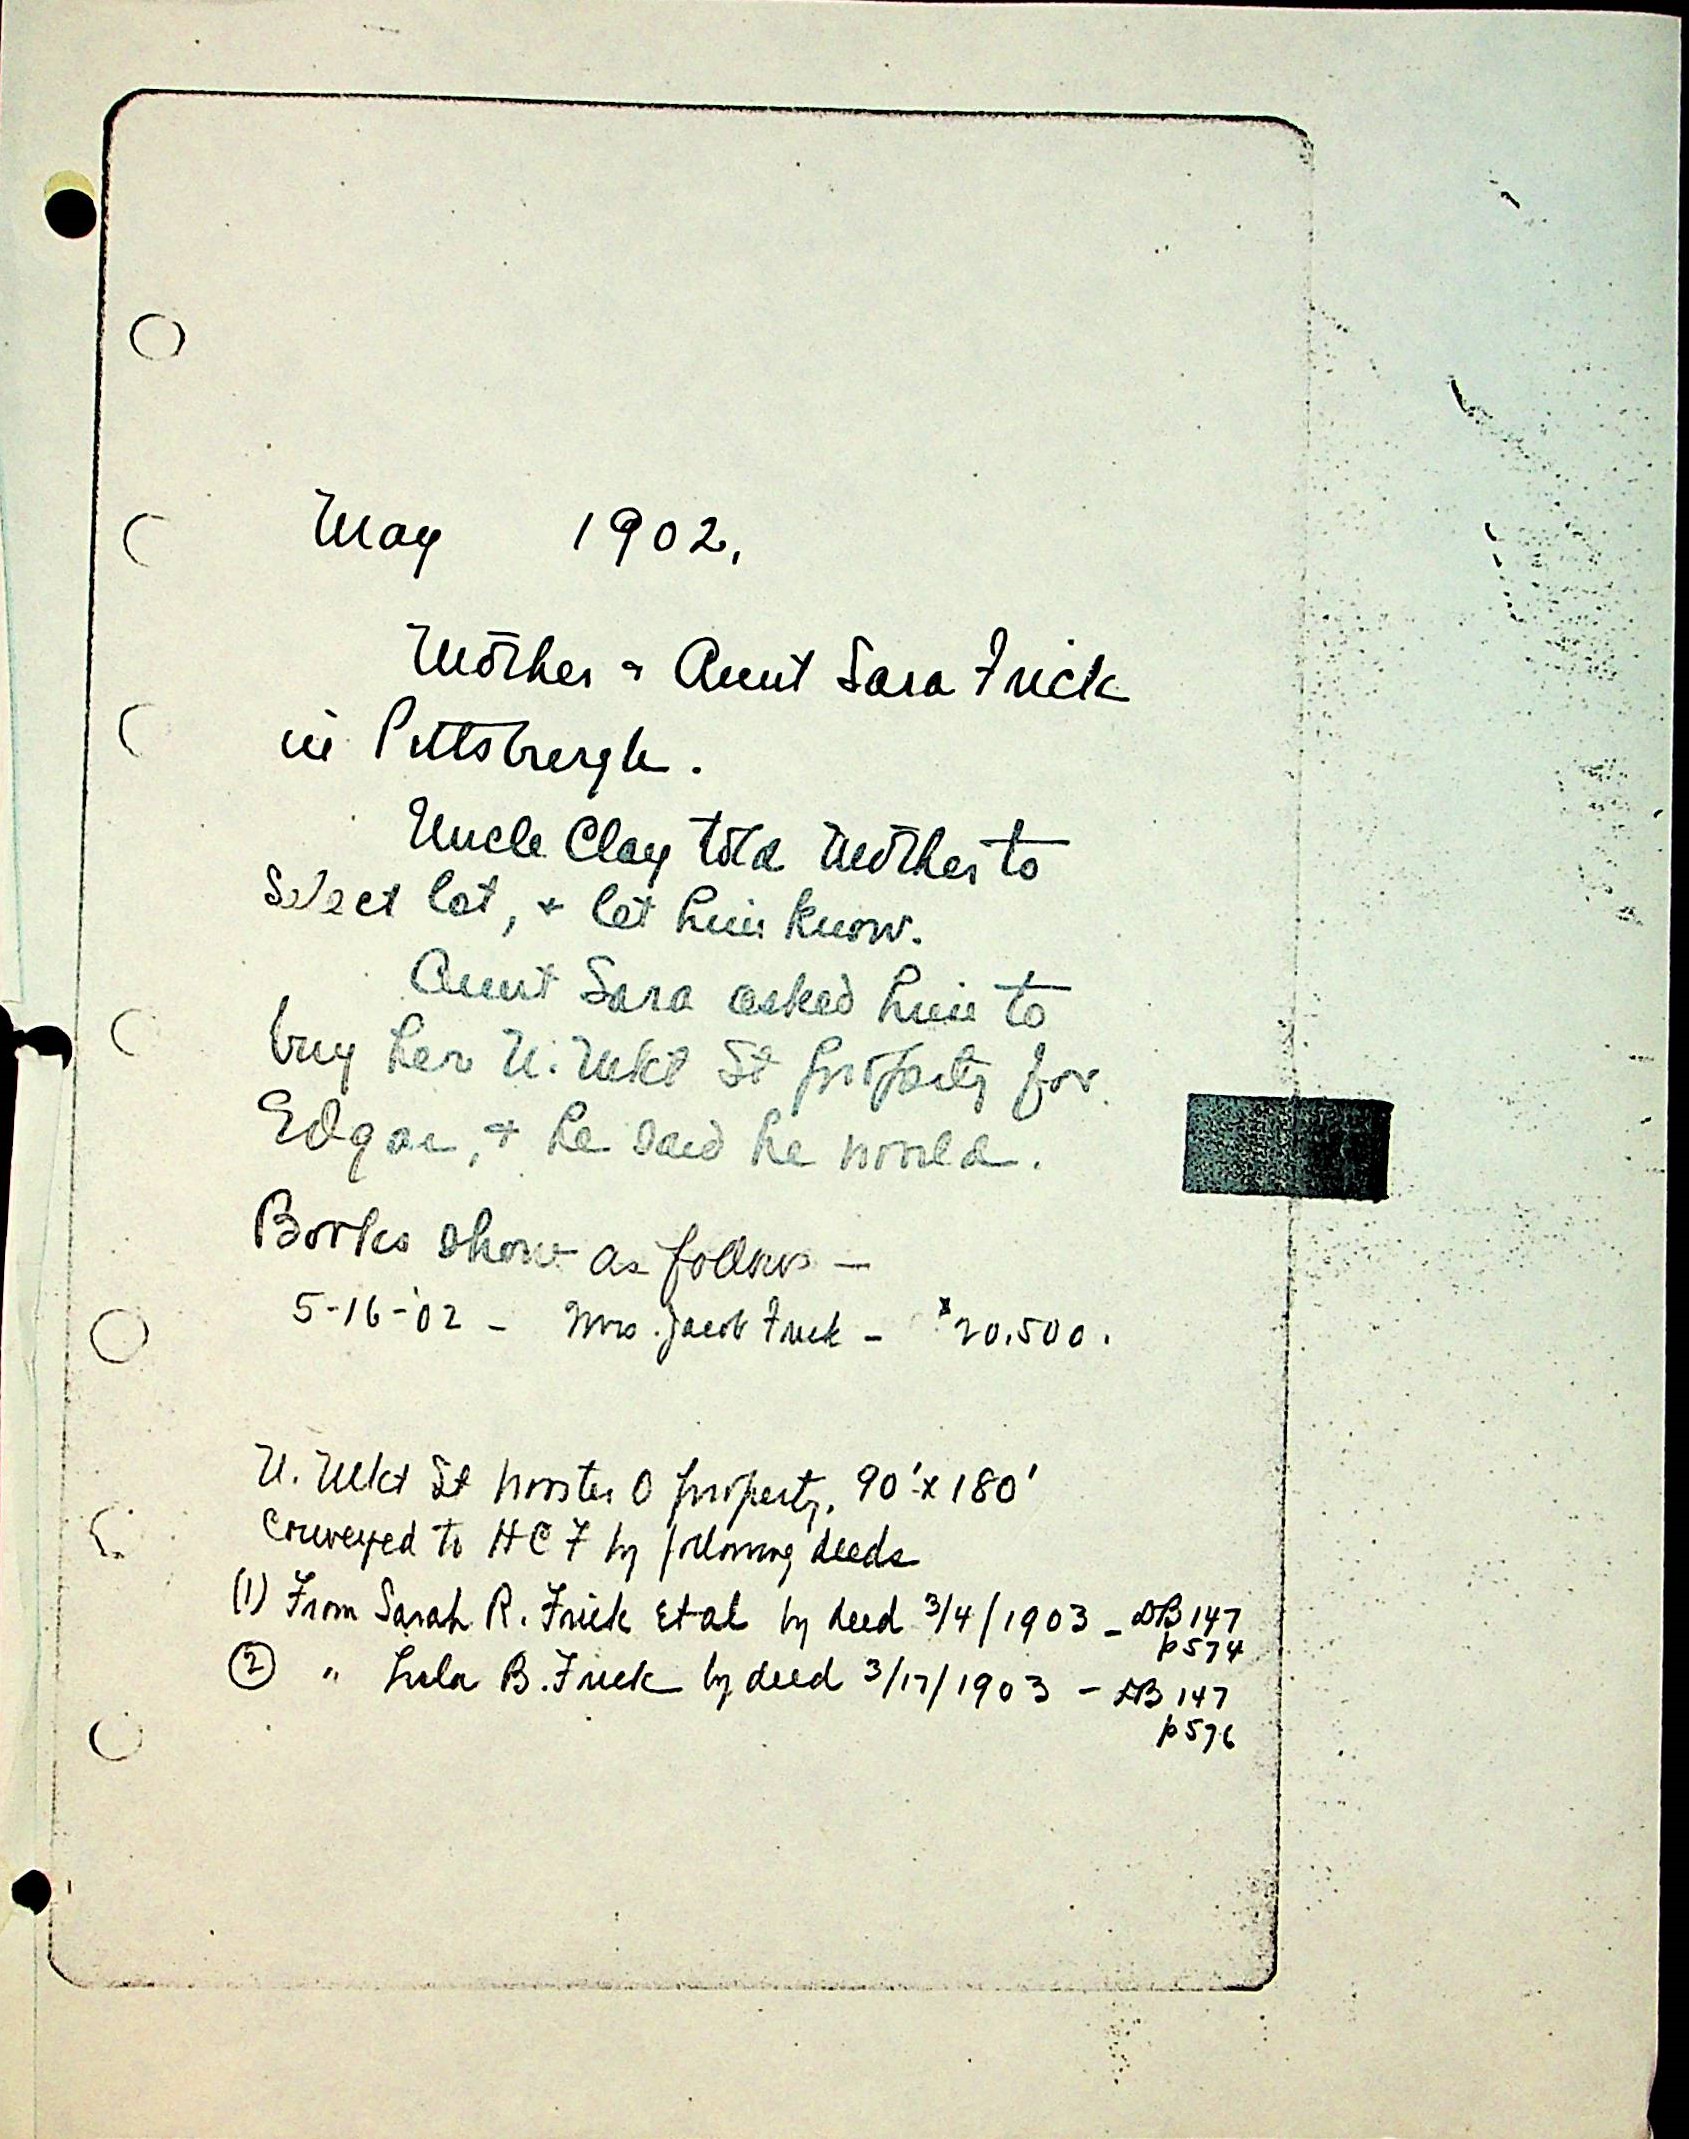 May 1902,
Mother & Aunt Sara Frick
in Pittsburgh.
Uncle Clay told Mother to
select lot, & let him know.
Aunt Sara asked him to
buy her N. Mkt St property for
Edgar, & he said he would.
Books show as follows —
5-16-'02 - Mrs. Jacob Frick - $20,500.
N. Mkt St Wooster O property, 90' x 180'
conveyed to HCF by following deeds
(1) From Sarah R. Frick et al by deed 3/4/1903 - DB 147
p 574
(2) " Lula B. Frick by deed 3/17/1903 - DB 147
p 576